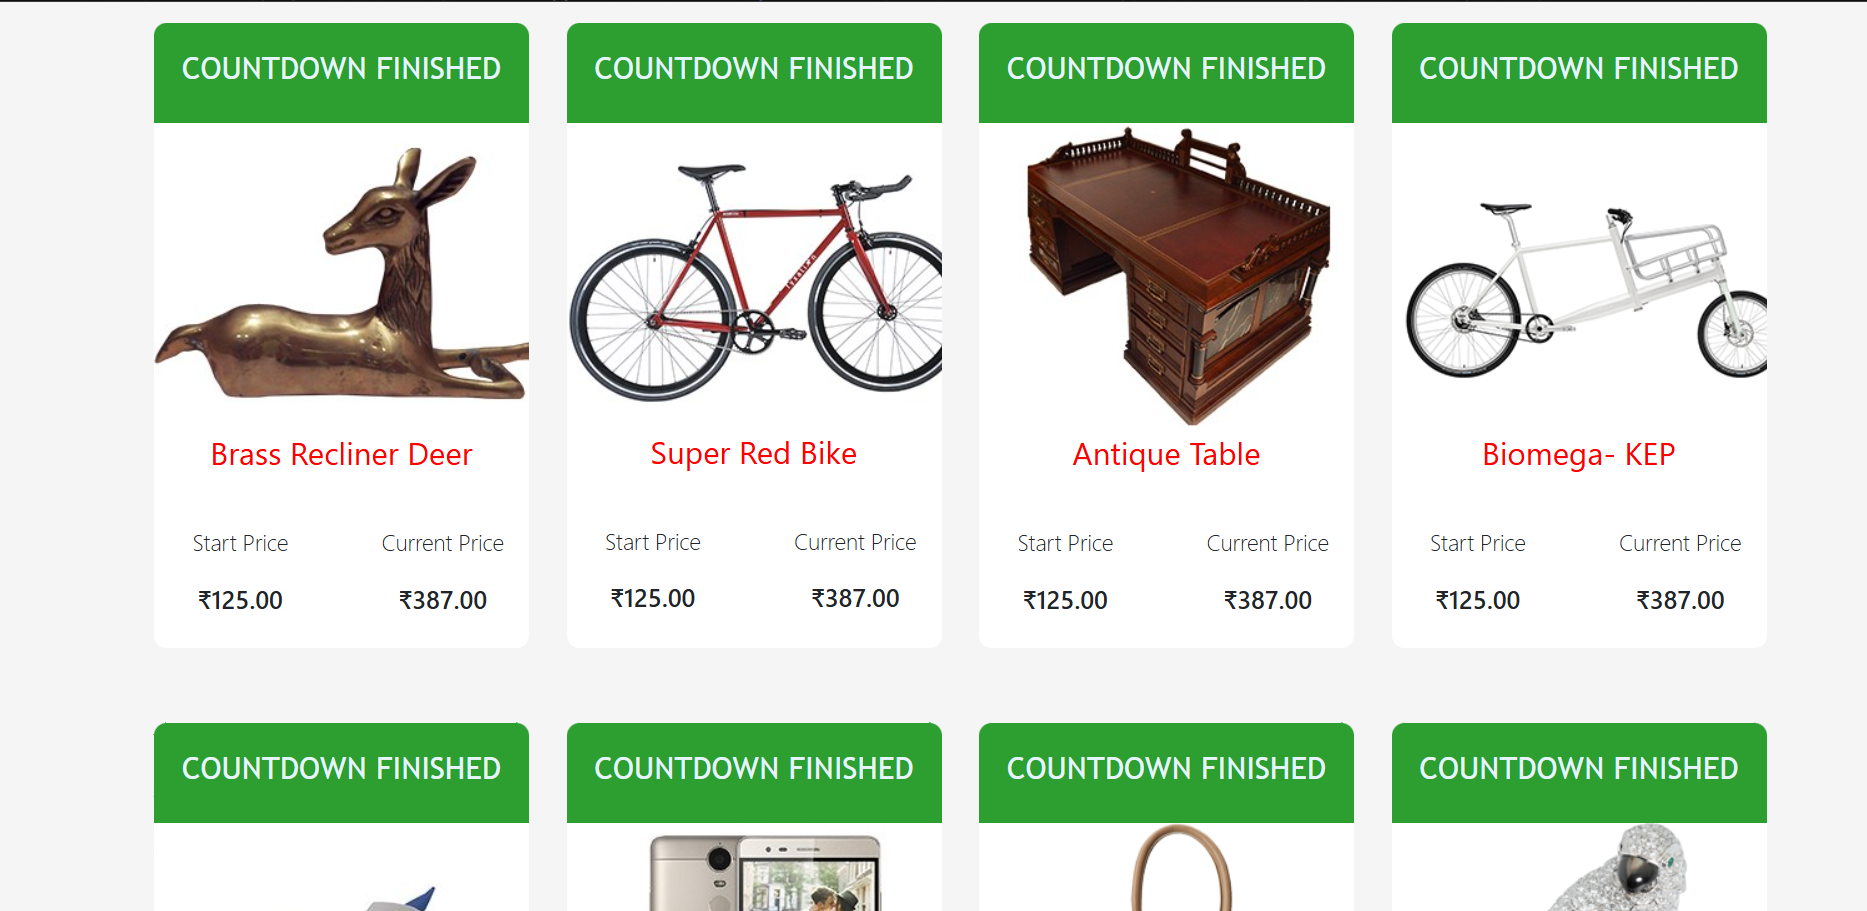 COUNTDOWN FINISHED COUNTDOWN FINISHED COUNTDOWN FINISHED COUNTDOWN FINISHED
Brass Recliner Deer Super Red Bike Antique Table Biomega- KEP
Start Price Current Price Start Price Current Price Start Price Current Price Start Price Current Price
₹125.00 ₹387.00 ₹125.00 ₹387.00 ₹125.00 ₹387.00 ₹125.00 ₹387.00
COUNTDOWN FINISHED COUNTDOWN FINISHED COUNTDOWN FINISHED COUNTDOWN FINISHED